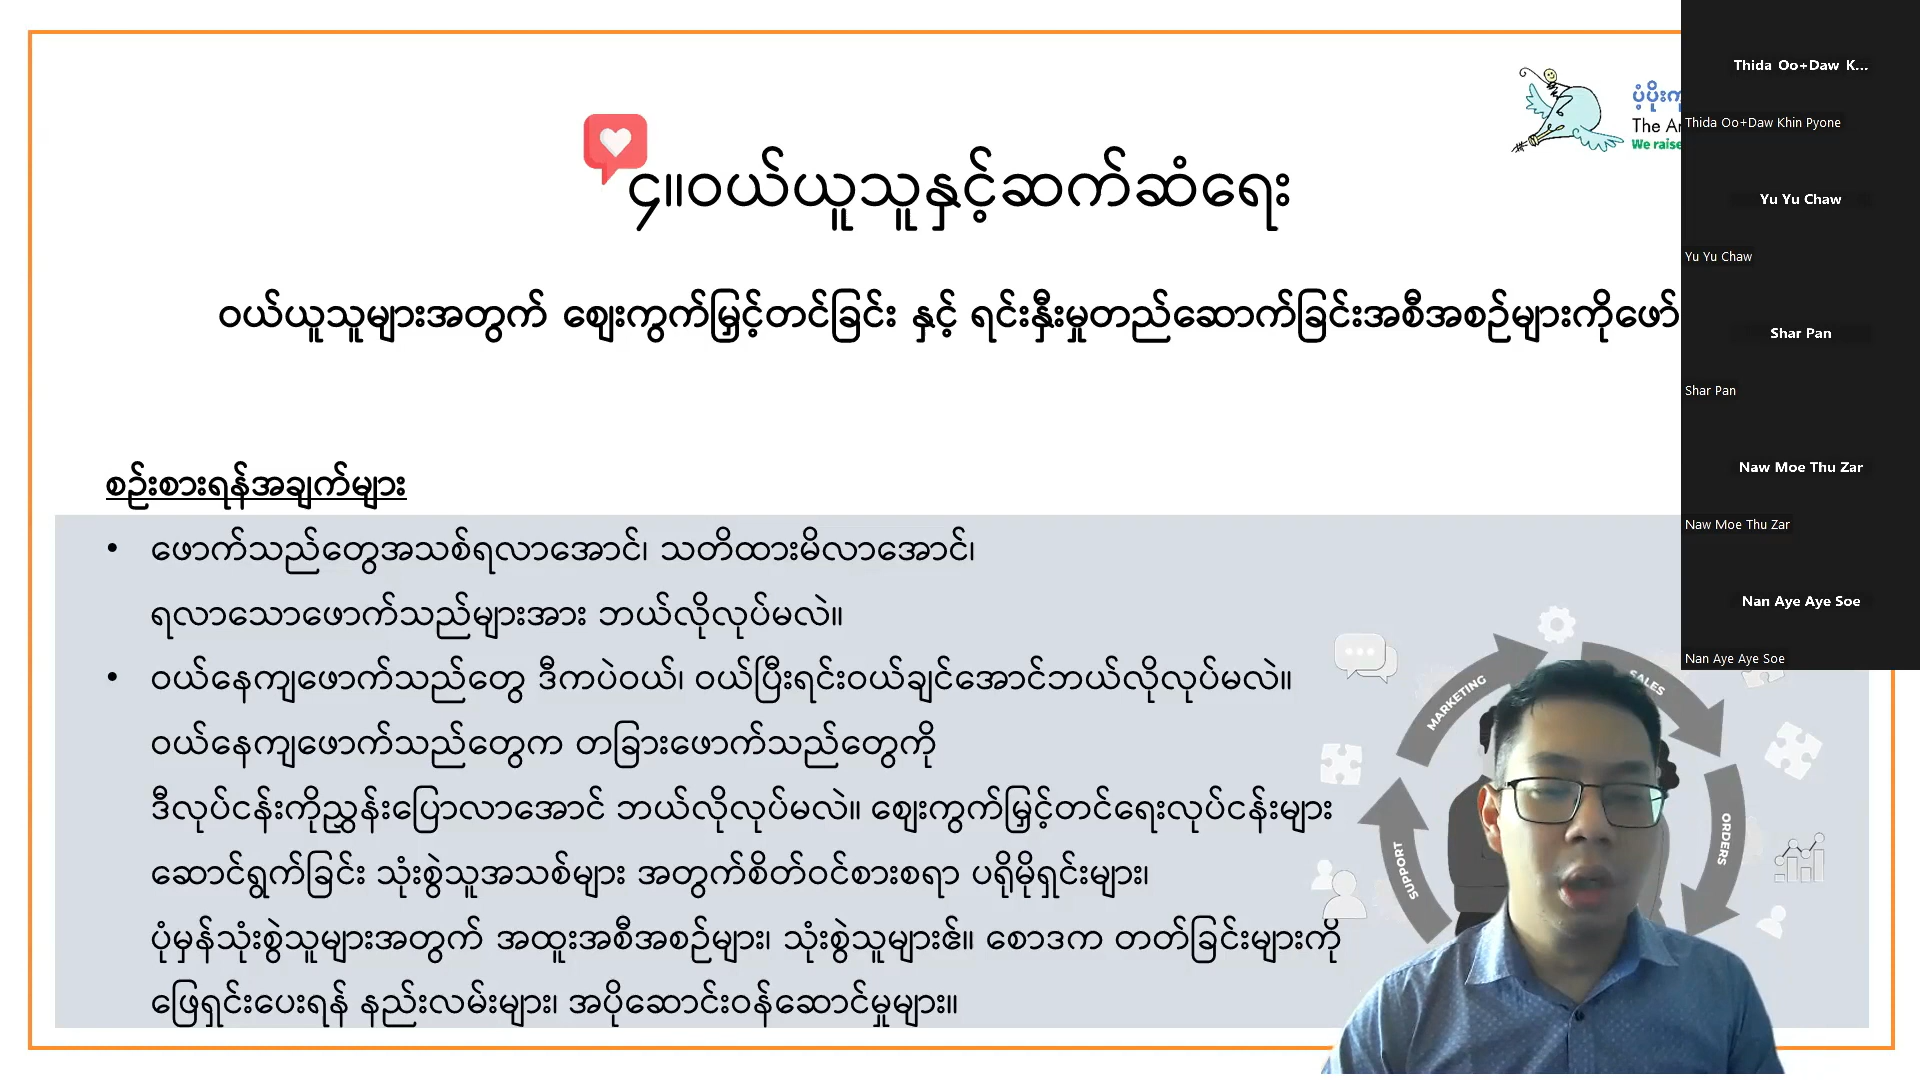 ပံ့ပိုးကူ
The A
We raise
၄။ဝယ်ယူသူနှင့်ဆက်ဆံရေး
ဝယ်ယူသူများအတွက် ဈေးကွက်မြှင့်တင်ခြင်း နှင့် ရင်းနှီးမှုတည်ဆောက်ခြင်းအစီအစဉ်များကိုဖော်
စဉ်းစားရန်အချက်များ
• ဖောက်သည်တွေအသစ်ရလာအောင်၊ သတိထားမိလာအောင်၊
ရလာသောဖောက်သည်များအား ဘယ်လိုလုပ်မလဲ။
• ဝယ်နေကျဖောက်သည်တွေ ဒီကပဲဝယ်၊ ဝယ်ပြီးရင်းဝယ်ချင်အောင်ဘယ်လိုလုပ်မလဲ။
ဝယ်နေကျဖောက်သည်တွေက တခြားဖောက်သည်တွေကို
ဒီလုပ်ငန်းကိုညွှန်းပြောလာအောင် ဘယ်လိုလုပ်မလဲ။ ဈေးကွက်မြှင့်တင်ရေးလုပ်ငန်းများ
ဆောင်ရွက်ခြင်း သုံးစွဲသူအသစ်များ အတွက်စိတ်ဝင်စားစရာ ပရိုမိုရှင်းများ၊
ပုံမှန်သုံးစွဲသူများအတွက် အထူးအစီအစဉ်များ၊ သုံးစွဲသူများ၏။ စောဒက တတ်ခြင်းများကို
ဖြေရှင်းပေးရန် နည်းလမ်းများ၊ အပိုဆောင်းဝန်ဆောင်မှုများ။
MARKETING
SALES
ORDERS
SUPPORT
Thida Oo+Daw K...
Thida Oo+Daw Khin Pyone
Yu Yu Chaw
Yu Yu Chaw
Shar Pan
Shar Pan
Naw Moe Thu Zar
Naw Moe Thu Zar
Nan Aye Aye Soe
Nan Aye Aye Soe